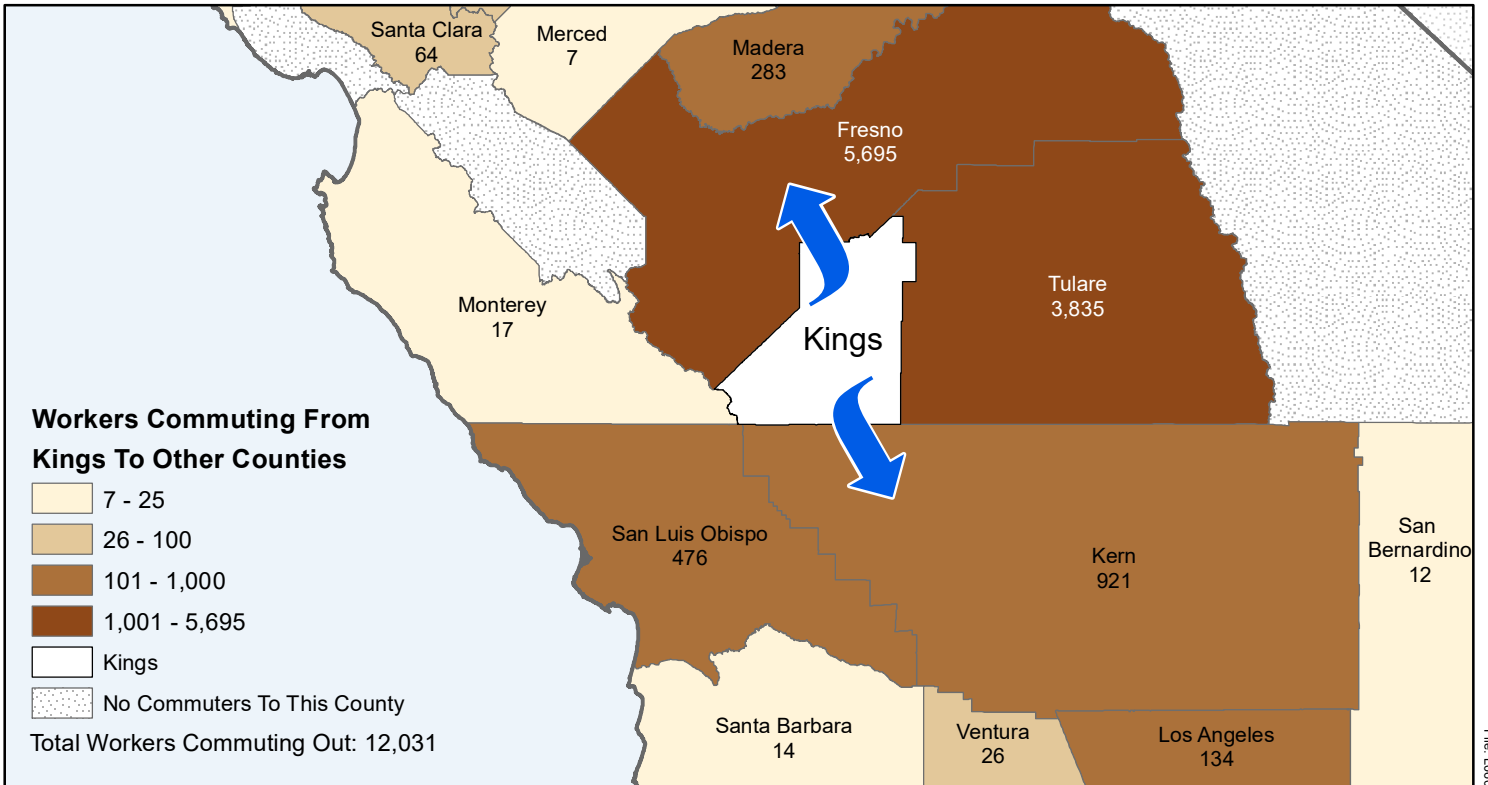 Santa Clara
64
Merced
7
Madera
283
Fresno
5,695
Monterey
17
Kings
Tulare
3,835
Workers Commuting From
Kings To Other Counties
7 - 25
26 - 100
101 - 1,000
1,001 - 5,695
Kings
No Commuters To This County
Total Workers Commuting Out: 12,031
San Luis Obispo
476
Kern
921
San
Bernardino
12
Santa Barbara
14
Ventura
26
Los Angeles
134